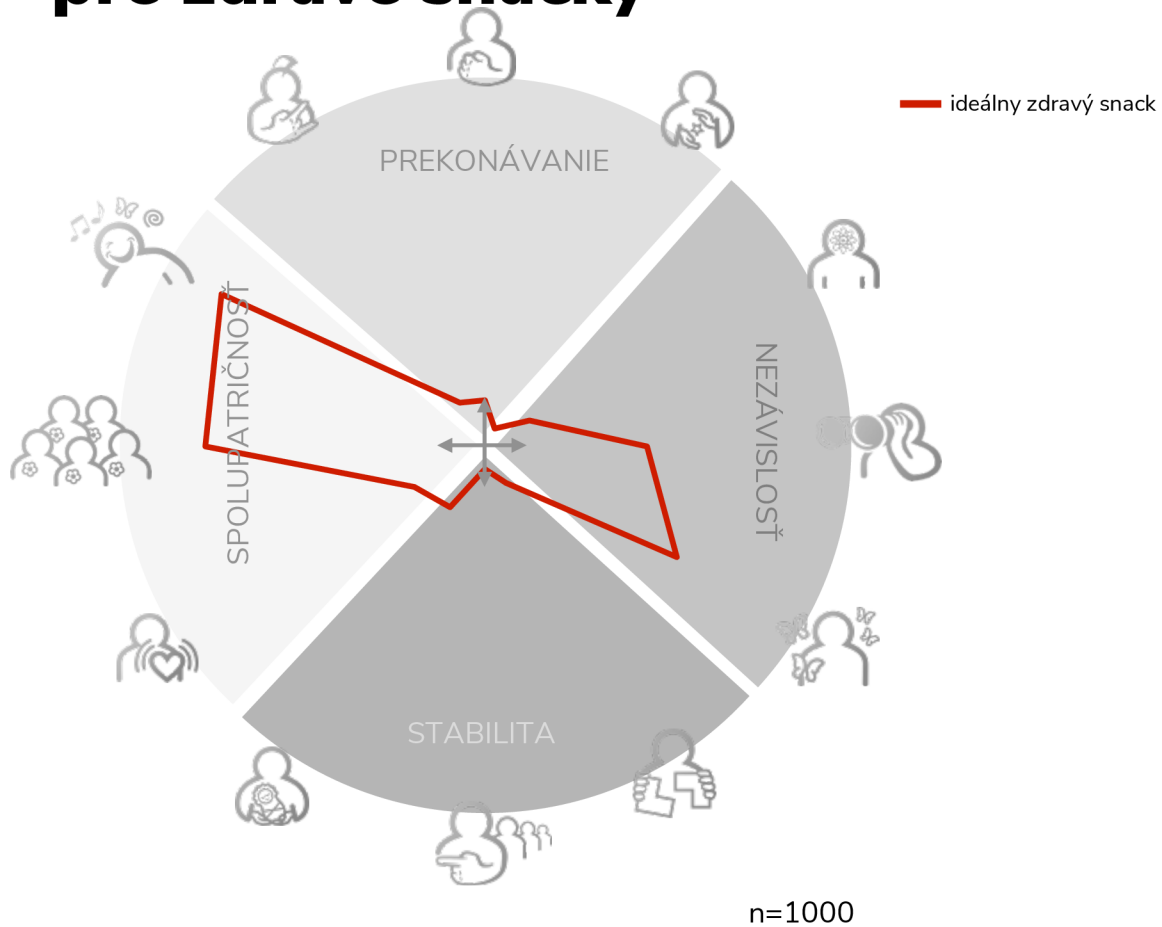 pre zdravé snacky
ideálny zdravý snack
PREKONÁVANIE
SPOLUPATRIČNOSŤ
NEZÁVISLOSŤ
STABILITA
n=1000